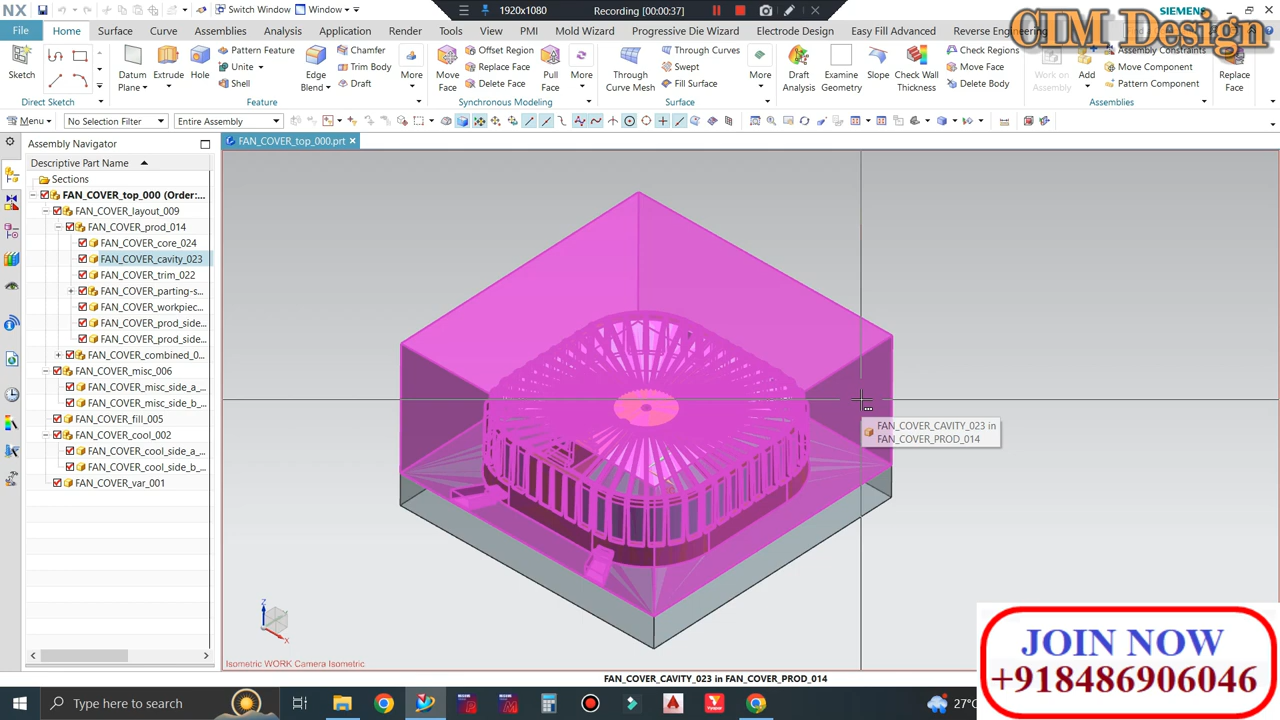 NX Switch Window Window 1920x1080 Recording [00:00:37] SIEMENS
CIM Design
File Home Surface Curve Assemblies Analysis Application Render Tools View PMI Mold Wizard Progressive Die Wizard Electrode Design Easy Fill Advanced Reverse Engineering
Sketch Datum Plane Extrude Hole Pattern Feature Unite Shell Edge Blend Chamfer Trim Body Draft More Move Face Offset Region Replace Face Delete Face Pull Face More Through Curve Mesh Through Curves Swept Fill Surface More Draft Analysis Examine Geometry Slope Check Wall Thickness Check Regions Move Face Delete Body Work on Assembly Add Assembly Constraints Move Component Pattern Component Replace Face
Direct Sketch Feature Synchronous Modeling Surface Assemblies
Menu No Selection Filter Entire Assembly
Assembly Navigator FAN_COVER_top_000.prt
Descriptive Part Name
Sections
FAN_COVER_top_000 (Order:...
FAN_COVER_layout_009
FAN_COVER_prod_014
FAN_COVER_core_024
FAN_COVER_cavity_023
FAN_COVER_trim_022
FAN_COVER_parting-s...
FAN_COVER_workpiec...
FAN_COVER_prod_side...
FAN_COVER_prod_side...
FAN_COVER_combined_0...
FAN_COVER_misc_006
FAN_COVER_misc_side_a_...
FAN_COVER_misc_side_b_...
FAN_COVER_fill_005
FAN_COVER_cool_002
FAN_COVER_cool_side_a_...
FAN_COVER_cool_side_b_...
FAN_COVER_var_001
FAN_COVER_CAVITY_023 in
FAN_COVER_PROD_014
Z
X
Isometric WORK Camera Isometric
FAN_COVER_CAVITY_023 in FAN_COVER_PROD_014
JOIN NOW
+918486906046
Type here to search 27°C